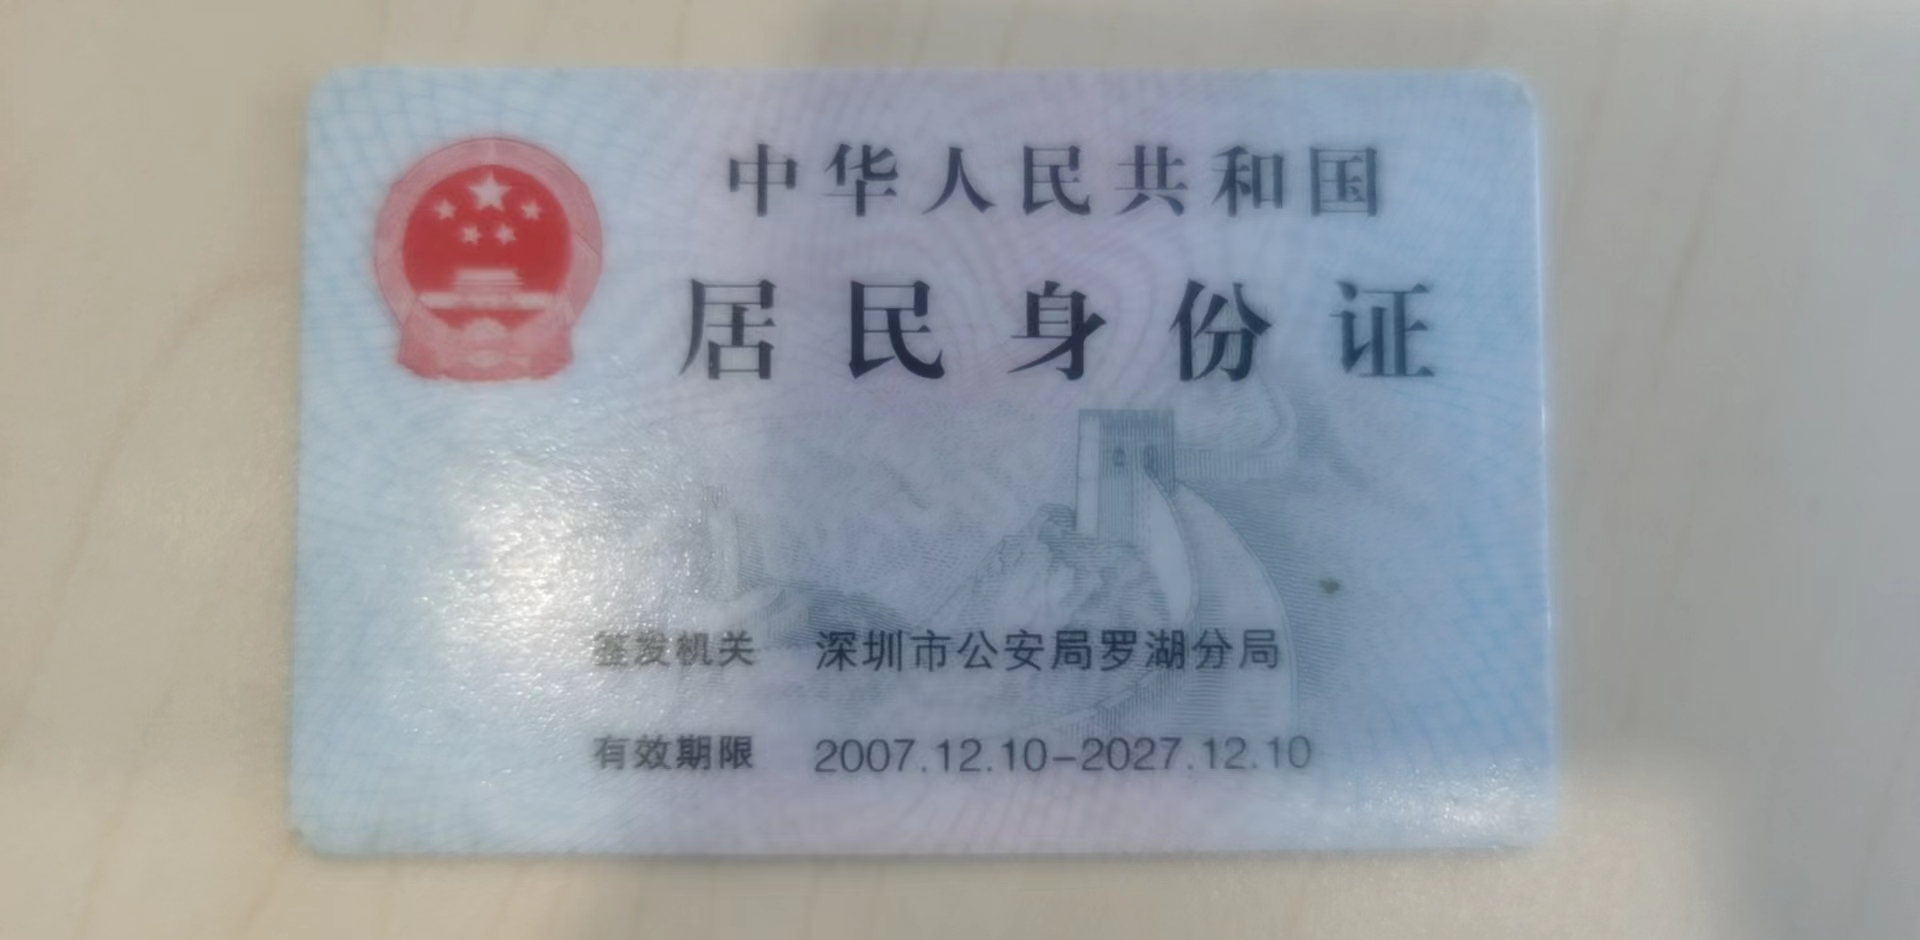 中华人民共和国
居民身份证
签发机关 深圳市公安局罗湖分局
有效期限 2007.12.10-2027.12.10